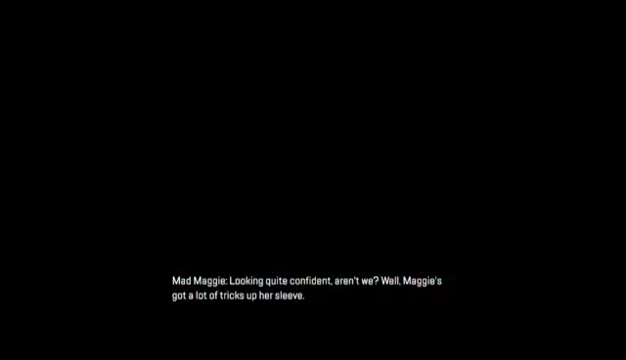 Mad Maggie: Looking quite confident, aren't we? Well, Maggie's
got a lot of tricks up her sleeve.